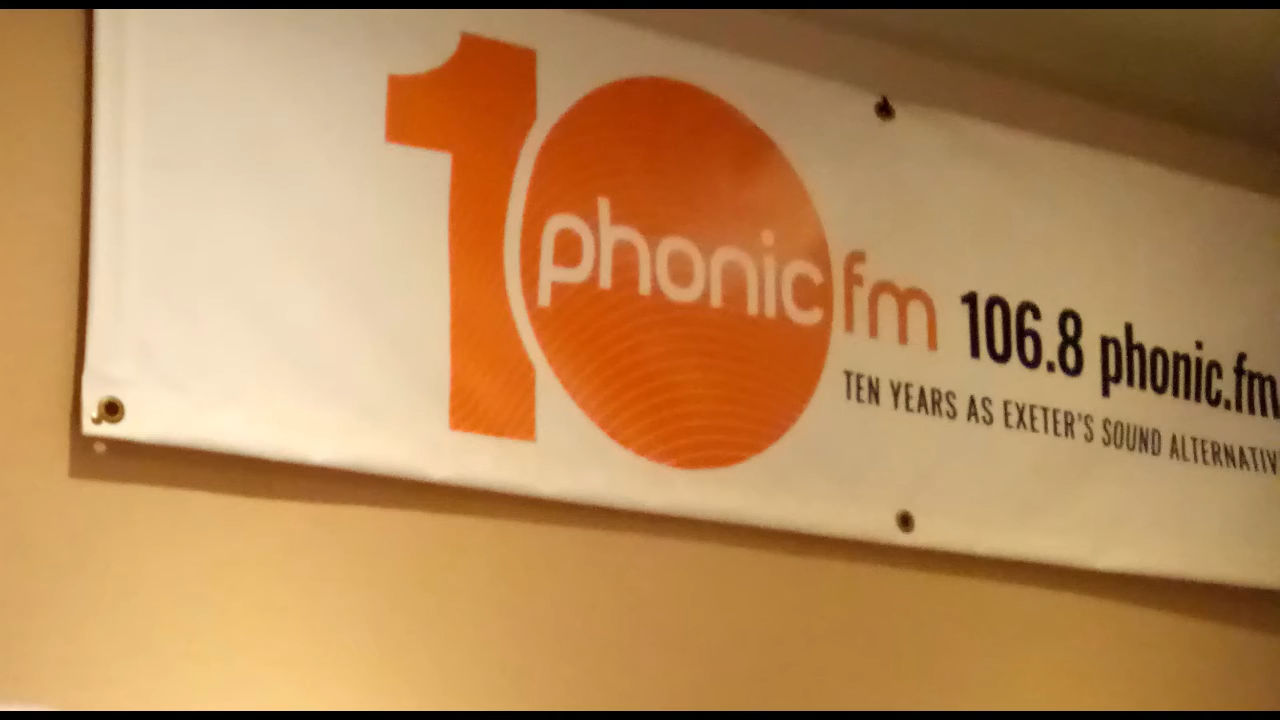 10
phonic fm
106.8 phonic.fm
TEN YEARS AS EXETER'S SOUND ALTERNATIV